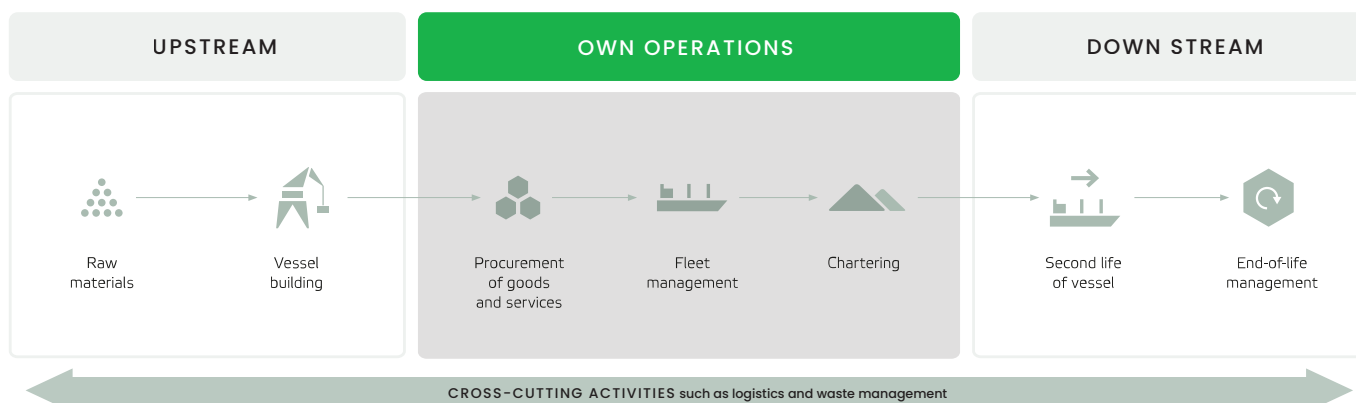 UPSTREAM
OWN OPERATIONS
DOWN STREAM
Raw
materials
Vessel
building
Procurement
of goods
and services
Fleet
management
Chartering
Second life
of vessel
End-of-life
management
CROSS-CUTTING ACTIVITIES such as logistics and waste management